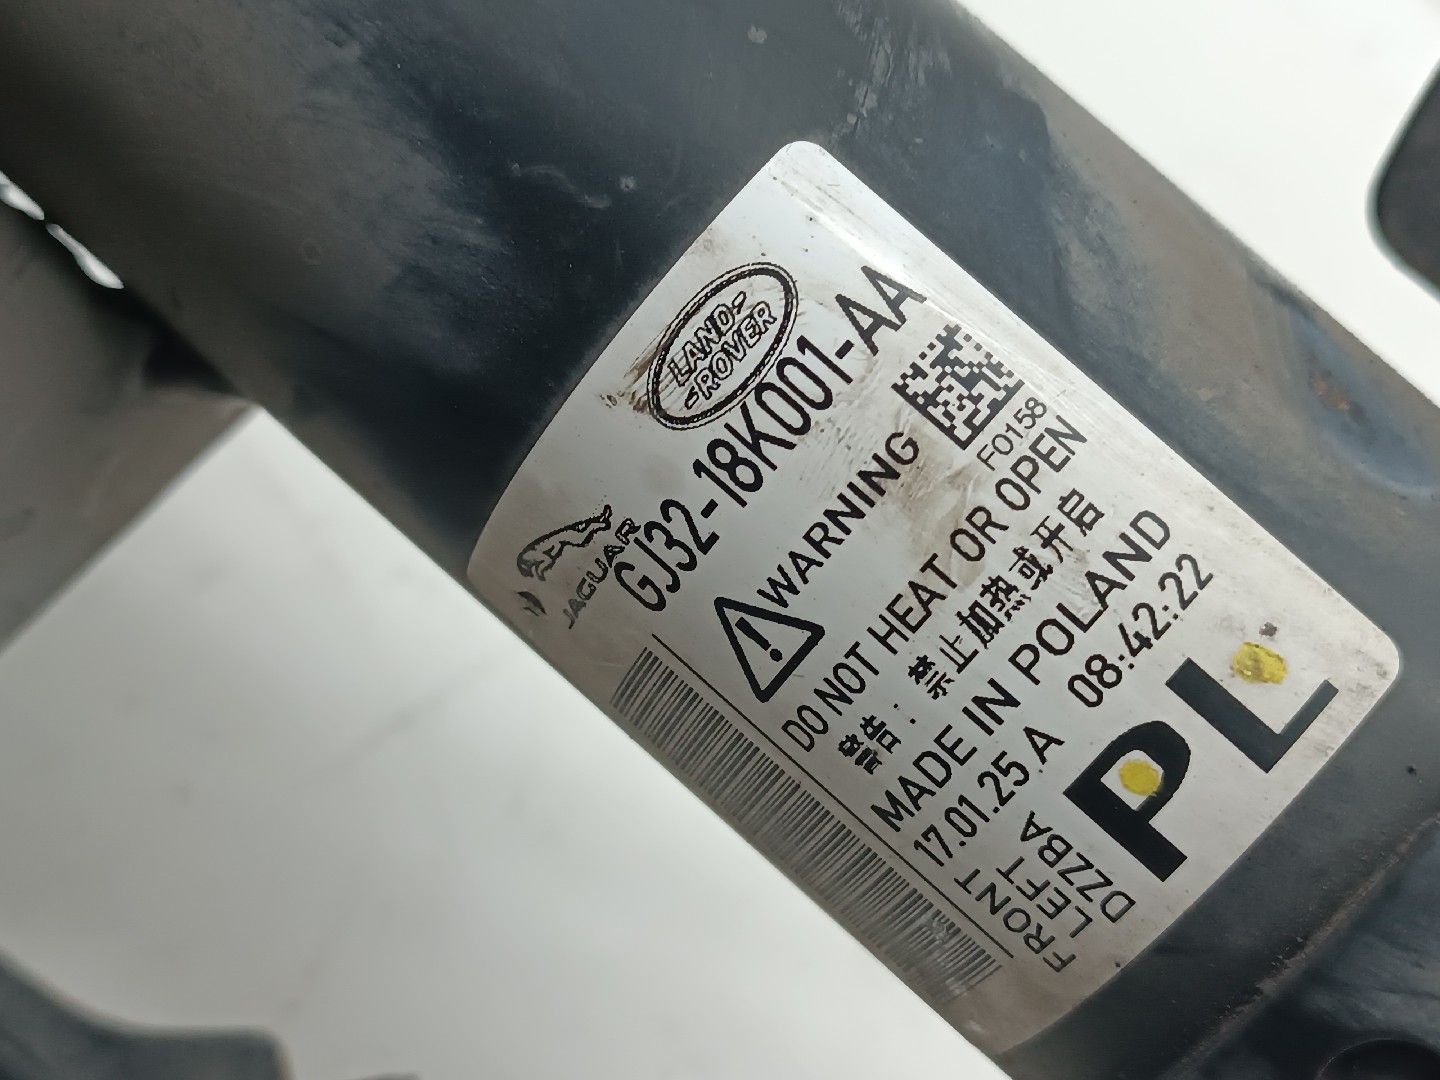 LAND-
-ROVER
JAGUAR
GJ32-18K001-AA
WARNING
F0158
DO NOT HEAT OR OPEN
警告：禁止加热或开启
MADE IN POLAND
17.01.25 A 08:42:22
FRONT
LEFT
DZZBA
PL